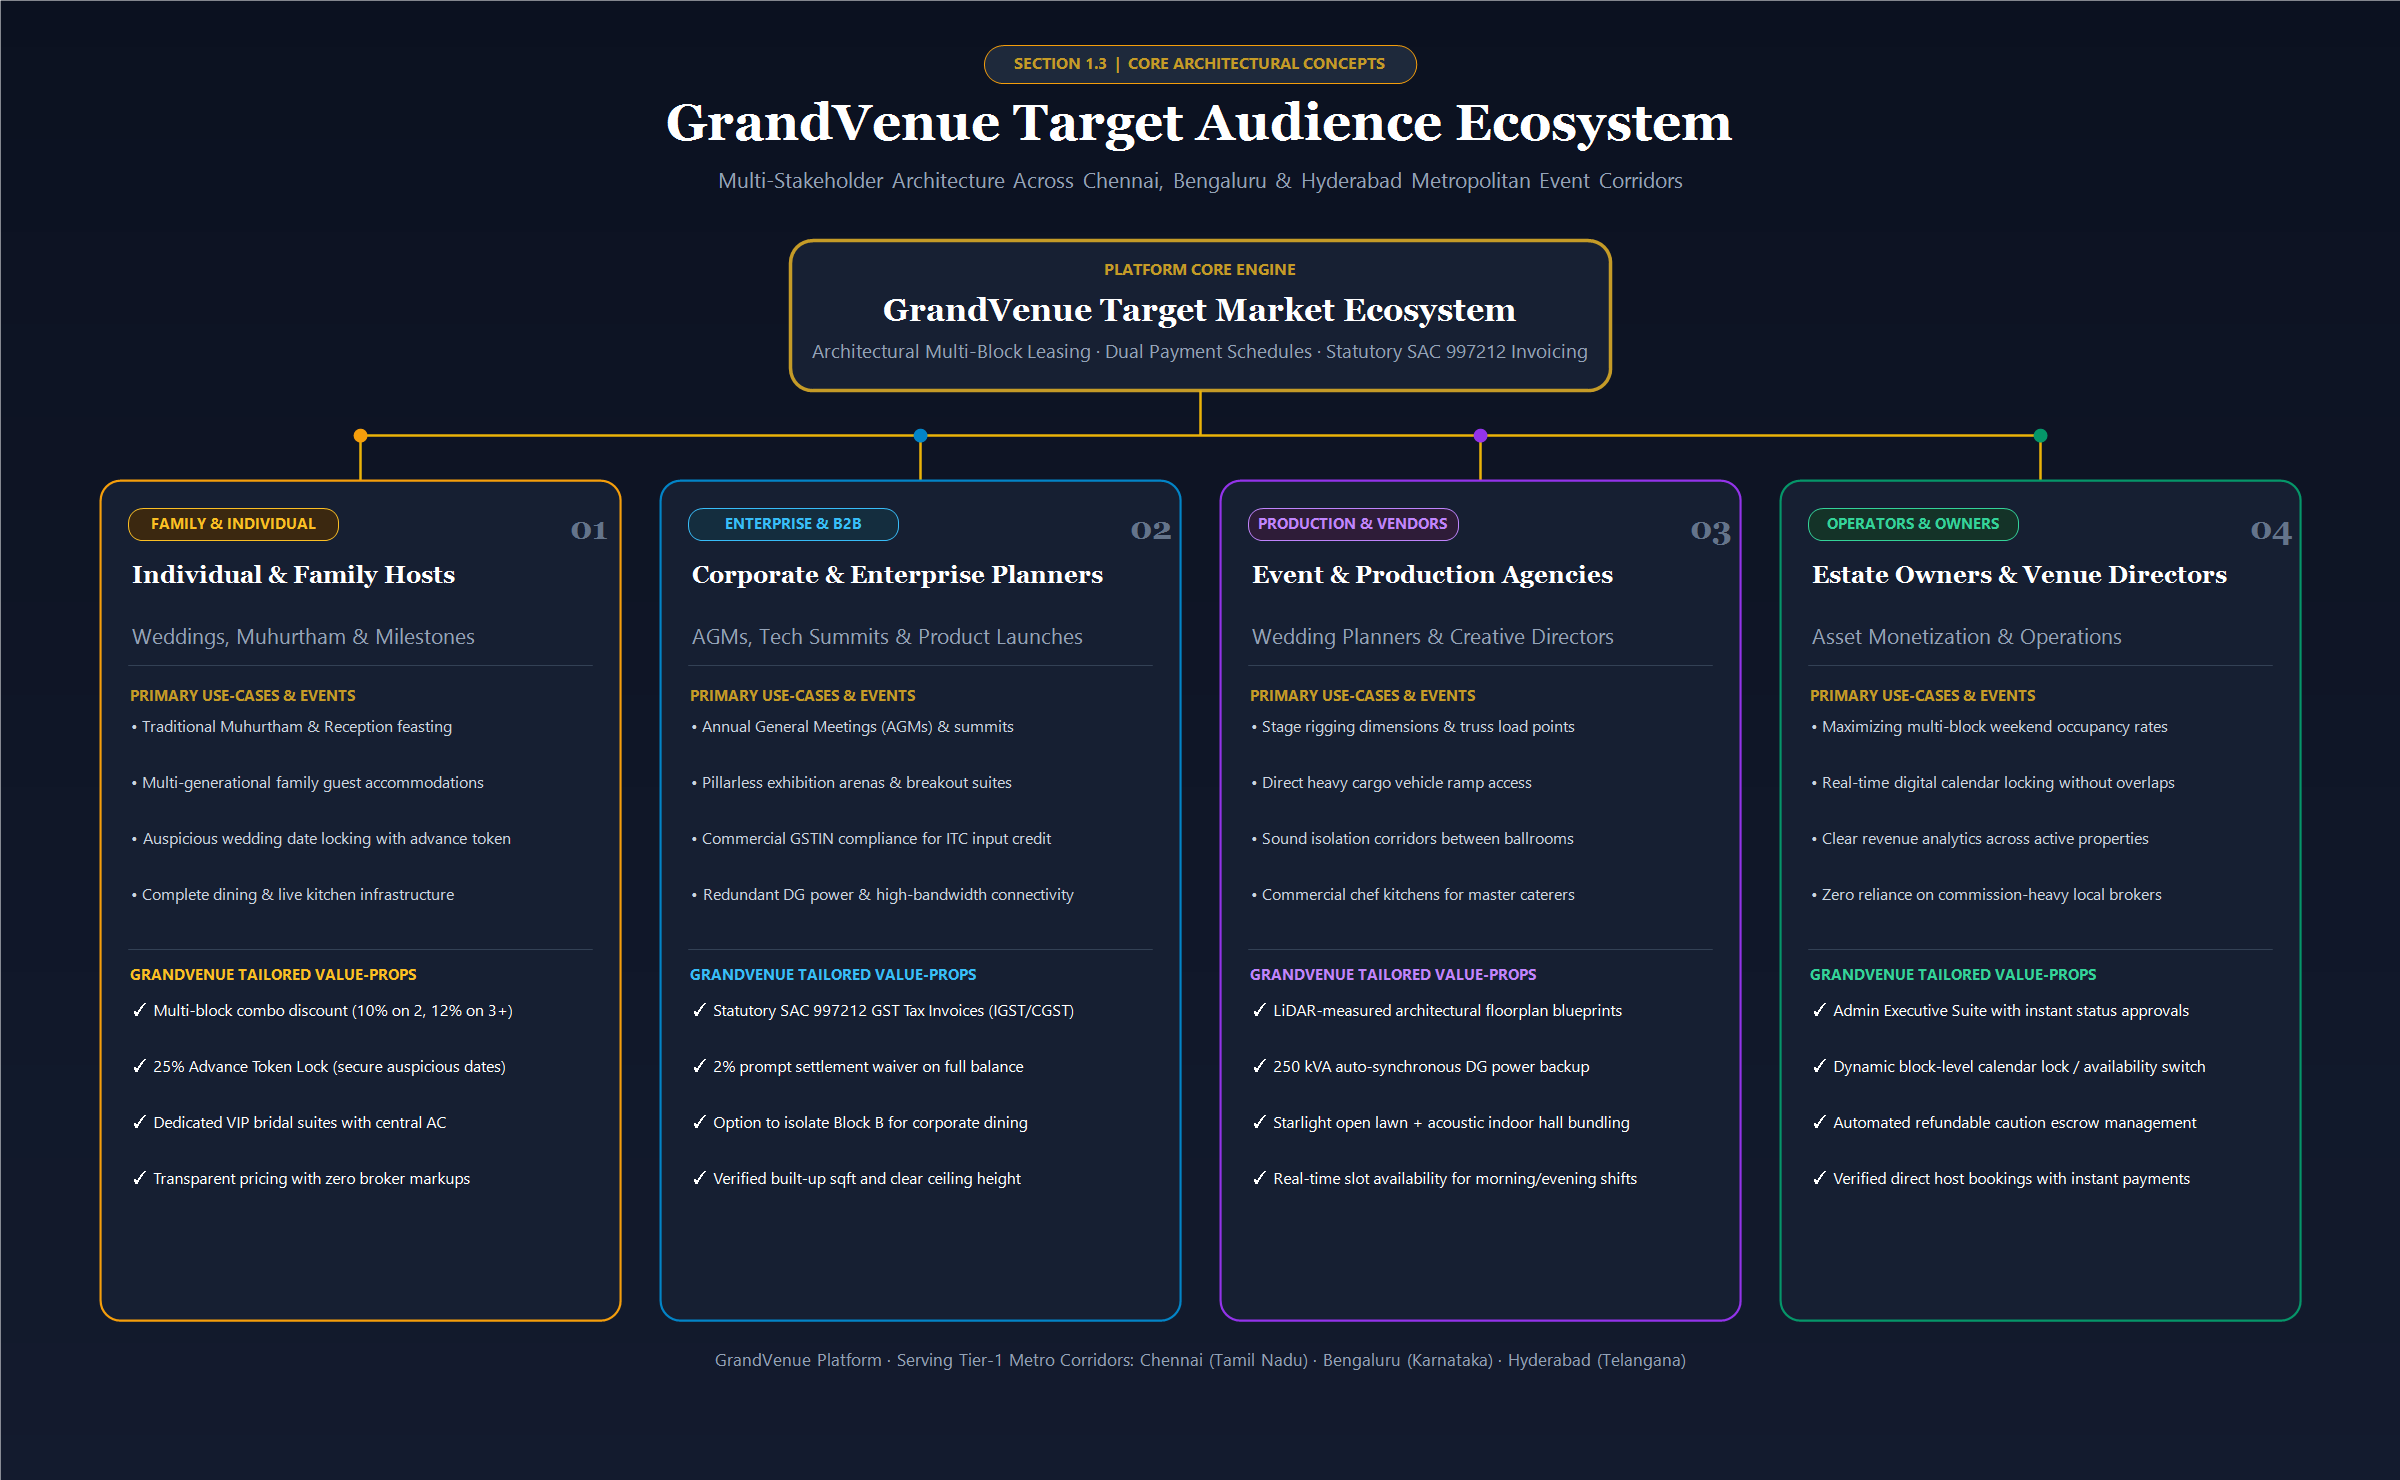 SECTION 1.3 | CORE ARCHITECTURAL CONCEPTS
GrandVenue Target Audience Ecosystem
Multi-Stakeholder Architecture Across Chennai, Bengaluru & Hyderabad Metropolitan Event Corridors
PLATFORM CORE ENGINE
GrandVenue Target Market Ecosystem
Architectural Multi-Block Leasing · Dual Payment Schedules · Statutory SAC 997212 Invoicing
FAMILY & INDIVIDUAL
01
Individual & Family Hosts
Weddings, Muhurtham & Milestones
PRIMARY USE-CASES & EVENTS
• Traditional Muhurtham & Reception feasting
• Multi-generational family guest accommodations
• Auspicious wedding date locking with advance token
• Complete dining & live kitchen infrastructure
GRANDVENUE TAILORED VALUE-PROPS
✓ Multi-block combo discount (10% on 2, 12% on 3+)
✓ 25% Advance Token Lock (secure auspicious dates)
✓ Dedicated VIP bridal suites with central AC
✓ Transparent pricing with zero broker markups
ENTERPRISE & B2B
02
Corporate & Enterprise Planners
AGMs, Tech Summits & Product Launches
PRIMARY USE-CASES & EVENTS
• Annual General Meetings (AGMs) & summits
• Pillarless exhibition arenas & breakout suites
• Commercial GSTIN compliance for ITC input credit
• Redundant DG power & high-bandwidth connectivity
GRANDVENUE TAILORED VALUE-PROPS
✓ Statutory SAC 997212 GST Tax Invoices (IGST/CGST)
✓ 2% prompt settlement waiver on full balance
✓ Option to isolate Block B for corporate dining
✓ Verified built-up sqft and clear ceiling height
PRODUCTION & VENDORS
03
Event & Production Agencies
Wedding Planners & Creative Directors
PRIMARY USE-CASES & EVENTS
• Stage rigging dimensions & truss load points
• Direct heavy cargo vehicle ramp access
• Sound isolation corridors between ballrooms
• Commercial chef kitchens for master caterers
GRANDVENUE TAILORED VALUE-PROPS
✓ LiDAR-measured architectural floorplan blueprints
✓ 250 kVA auto-synchronous DG power backup
✓ Starlight open lawn + acoustic indoor hall bundling
✓ Real-time slot availability for morning/evening shifts
OPERATORS & OWNERS
04
Estate Owners & Venue Directors
Asset Monetization & Operations
PRIMARY USE-CASES & EVENTS
• Maximizing multi-block weekend occupancy rates
• Real-time digital calendar locking without overlaps
• Clear revenue analytics across active properties
• Zero reliance on commission-heavy local brokers
GRANDVENUE TAILORED VALUE-PROPS
✓ Admin Executive Suite with instant status approvals
✓ Dynamic block-level calendar lock / availability switch
✓ Automated refundable caution escrow management
✓ Verified direct host bookings with instant payments
GrandVenue Platform · Serving Tier-1 Metro Corridors: Chennai (Tamil Nadu) · Bengaluru (Karnataka) · Hyderabad (Telangana)